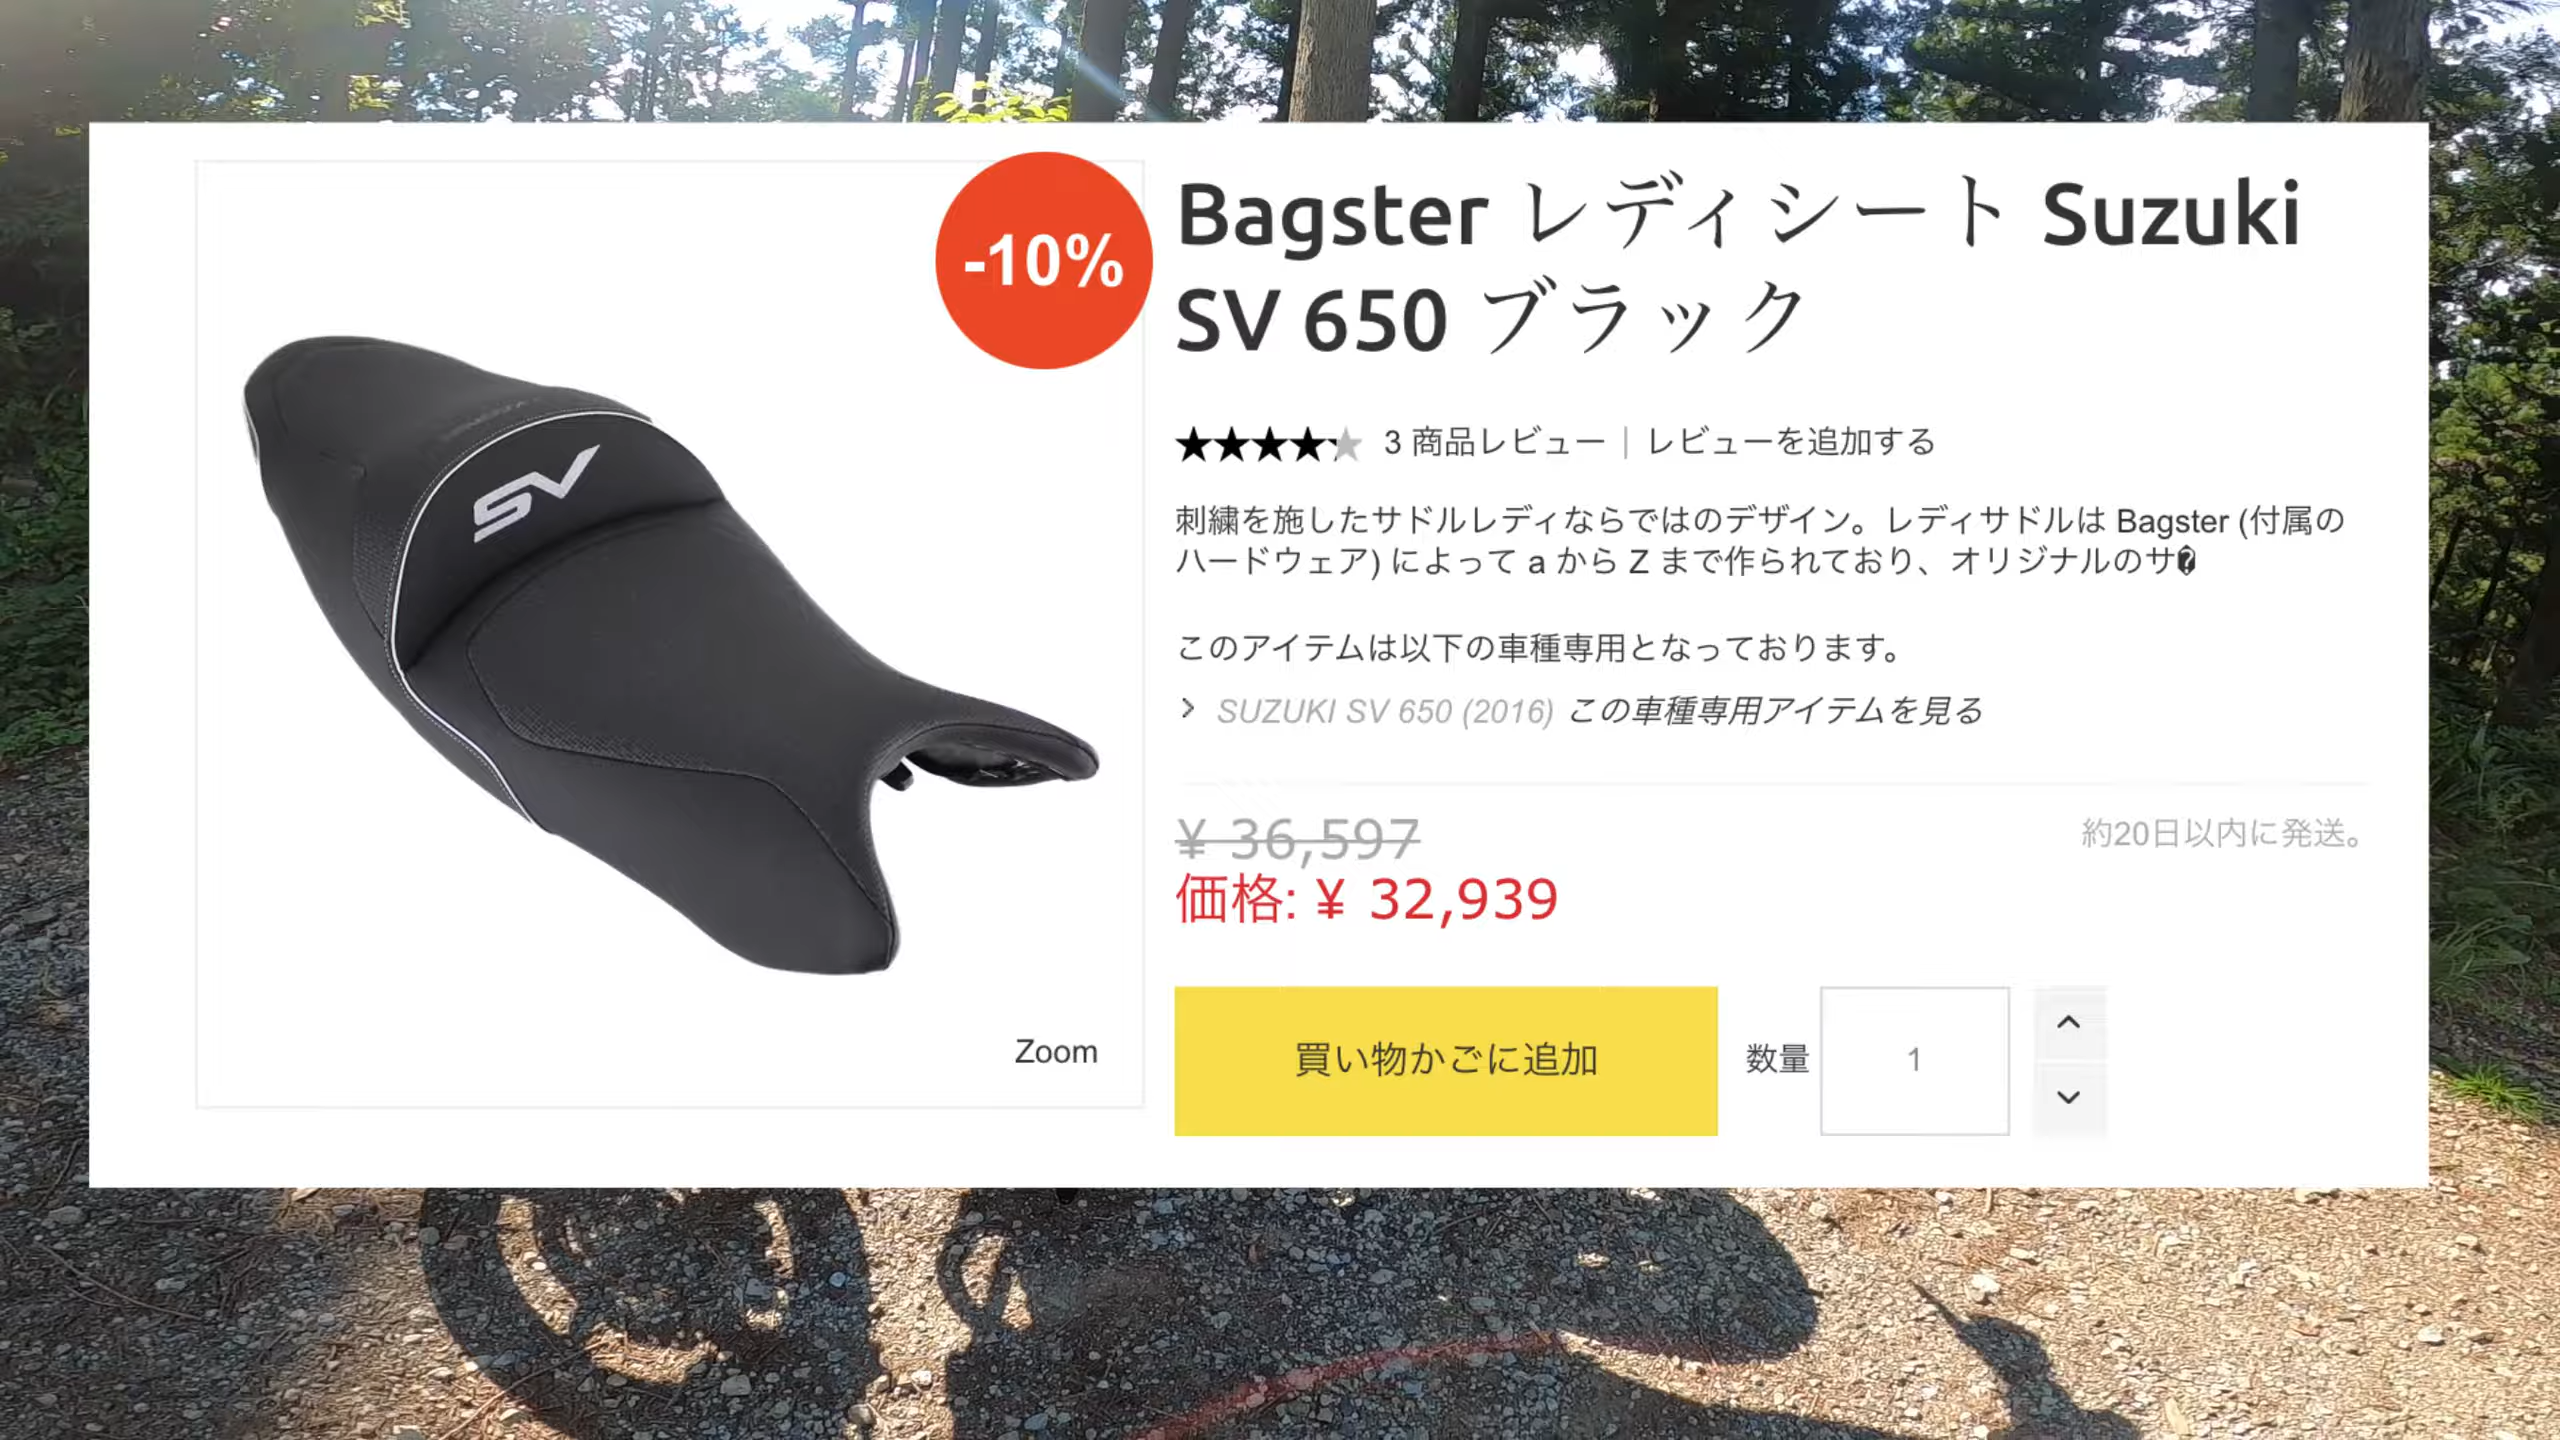 -10%
Bagster レディシート Suzuki
SV 650 ブラック
3 商品レビュー | レビューを追加する
刺繍を施したサドルレディならではのデザイン。レディサドルは Bagster (付属の
ハードウェア) によって a から Z まで作られており、オリジナルのサ�
このアイテムは以下の車種専用となっております。
SUZUKI SV 650 (2016) この車種専用アイテムを見る
¥ 36,597
約20日以内に発送。
価格: ¥ 32,939
買い物かごに追加
数量
1
SV
Zoom